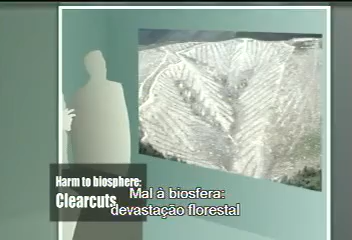 Harm to biosphere:
Clearcuts
Mal à biosfera:
devastação florestal